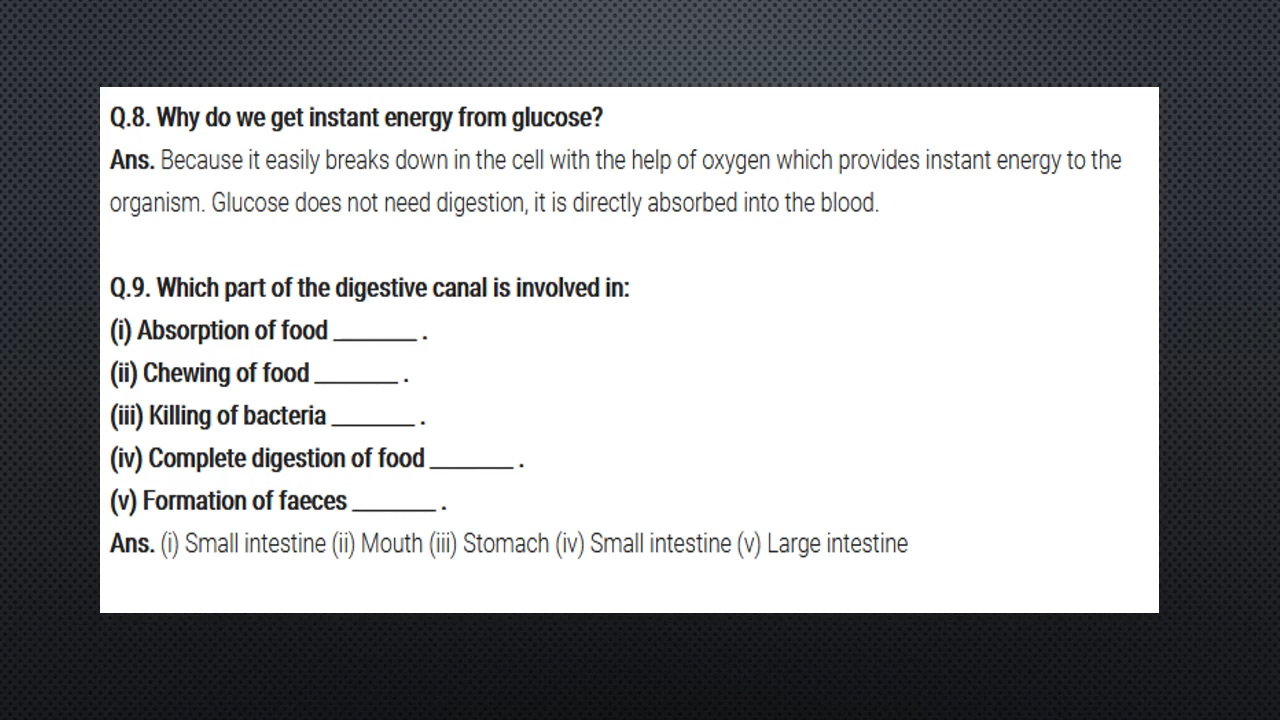 Q.8. Why do we get instant energy from glucose?
Ans. Because it easily breaks down in the cell with the help of oxygen which provides instant energy to the
organism. Glucose does not need digestion, it is directly absorbed into the blood.
Q.9. Which part of the digestive canal is involved in:
(i) Absorption of food _______ .
(ii) Chewing of food _______ .
(iii) Killing of bacteria _______ .
(iv) Complete digestion of food _______ .
(v) Formation of faeces _______ .
Ans. (i) Small intestine (ii) Mouth (iii) Stomach (iv) Small intestine (v) Large intestine